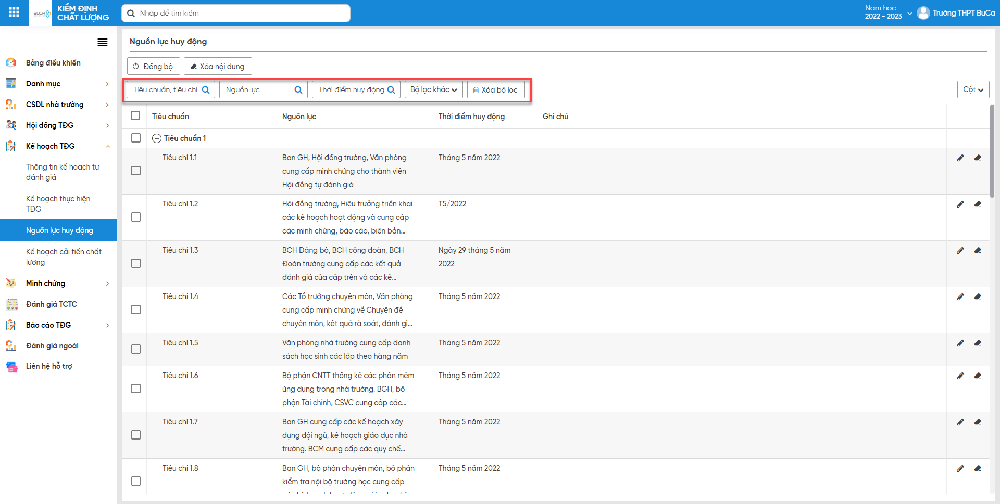 BUCA
KIỂM ĐỊNH
CHẤT LƯỢNG
Nhập để tìm kiếm
Năm học
2022 - 2023
Trường THPT BuCa
Bảng điều khiển
Danh mục
CSDL nhà trường
Hội đồng TĐG
Kế hoạch TĐG
Thông tin kế hoạch tự
đánh giá
Kế hoạch thực hiện
TĐG
Nguồn lực huy động
Kế hoạch cải tiến chất
lượng
Minh chứng
Đánh giá TCTC
Báo cáo TĐG
Đánh giá ngoài
Liên hệ hỗ trợ
Nguồn lực huy động
Đồng bộ Xóa nội dung
Tiêu chuẩn, tiêu chí Nguồn lực Thời điểm huy động Bộ lọc khác Xóa bộ lọc Cột
Tiêu chuẩn Nguồn lực Thời điểm huy động Ghi chú
Tiêu chuẩn 1
Tiêu chí 1.1 Ban GH, Hội đồng trường, Văn phòng Tháng 5 năm 2022
cung cấp minh chứng cho thành viên
Hội đồng tự đánh giá
Tiêu chí 1.2 Hội đồng trường, Hiệu trưởng triển khai T5/2022
các kế hoạch hoạt động và cung cấp
các minh chứng, báo cáo, biên bản...
Tiêu chí 1.3 BCH Đảng bộ, BCH công đoàn, BCH Ngày 29 tháng 5 năm
Đoàn trường cung cấp các kết quả 2022
đánh giá của cấp trên và các kế...
Tiêu chí 1.4 Các Tổ trưởng chuyên môn, Văn phòng Tháng 5 năm 2022
cung cấp minh chứng về Chuyên đề
chuyên môn, kết quả rà soát, đánh gi...
Tiêu chí 1.5 Văn phòng nhà trường cung cấp danh Tháng 5 năm 2022
sách học sinh các lớp theo hàng năm
Tiêu chí 1.6 Bộ phận CNTT thống kê các phần mềm Tháng 5 năm 2022
ứng dụng trong nhà trường. BGH, bộ
phận Tài chính, CSVC cung cấp các...
Tiêu chí 1.7 Ban GH cung cấp các kế hoạch xây Tháng 5 năm 2022
dựng đội ngũ, kế hoạch giáo dục nhà
trường. BCM cung cấp các quy chế...
Tiêu chí 1.8 Ban GH, bộ phận chuyên môn, bộ phận Tháng 5 năm 2022
kiểm tra nội bộ trường học cung cấp